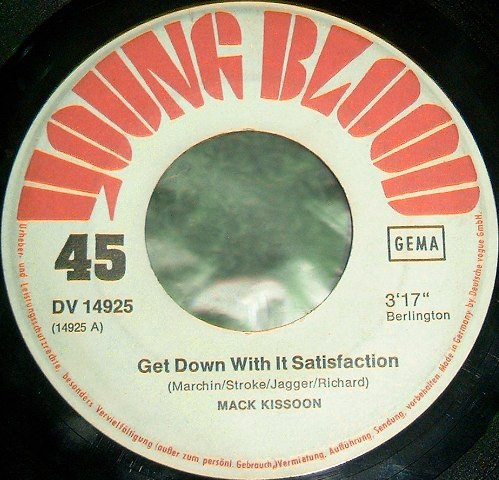 YOUNG BLOOD
45
GEMA
DV 14925
(14925 A)
3'17"
Berlington
Get Down With It Satisfaction
(Marchin/Stroke/Jagger/Richard)
MACK KISSOON
Urheber- und Leistungsschutzrechte, besonders Vervielfältigung (außer zum persönl. Gebrauch), Vermietung, Aufführung, Sendung, vorbehalten. Made in Germany by Deutsche vogue GmbH.